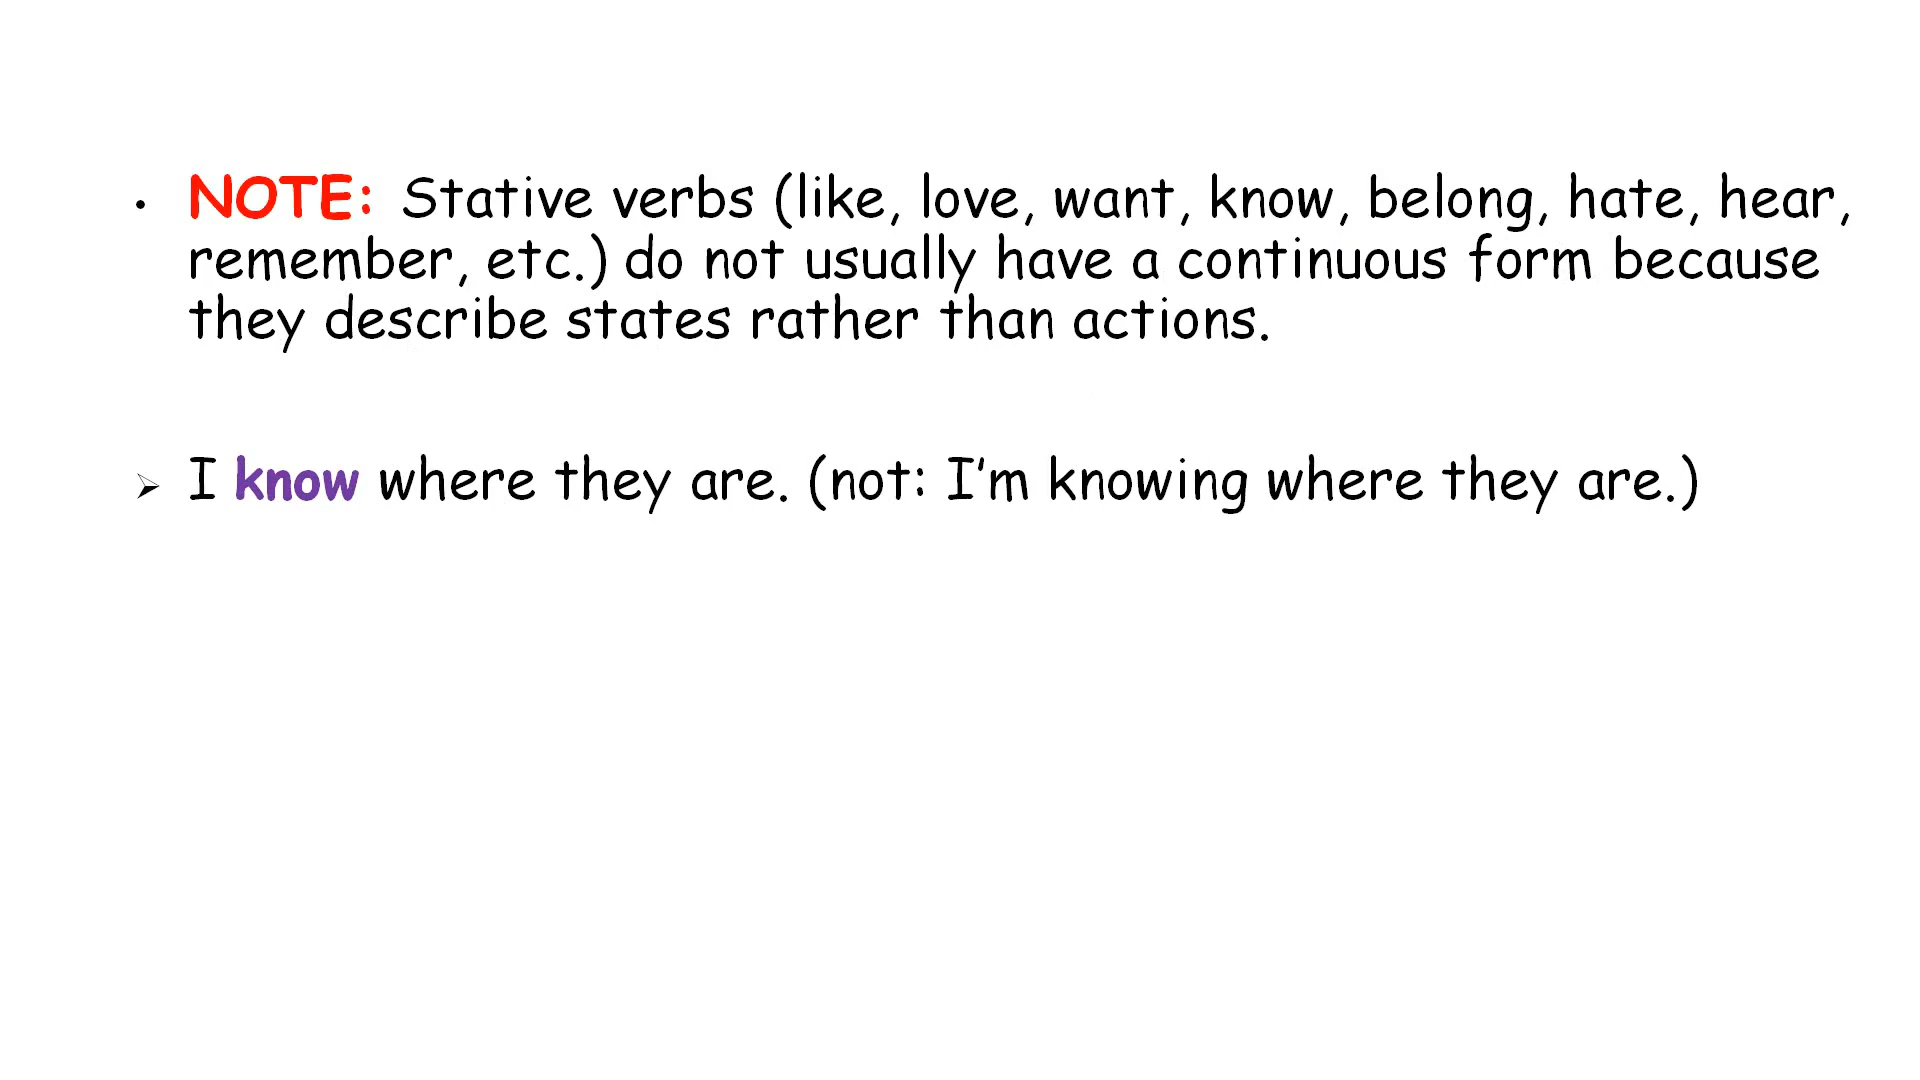 • NOTE: Stative verbs (like, love, want, know, belong, hate, hear,
remember, etc.) do not usually have a continuous form because
they describe states rather than actions.
➢ I know where they are. (not: I’m knowing where they are.)